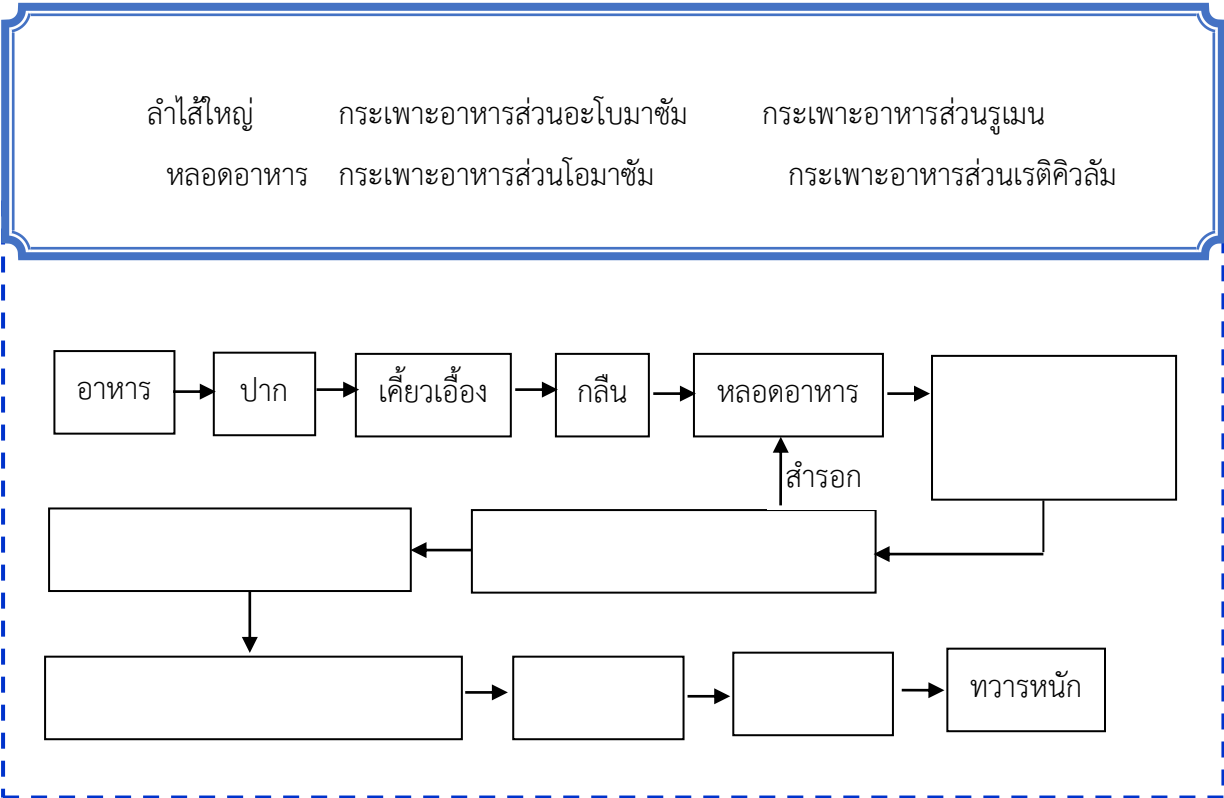 ลำไส้ใหญ่ กระเพาะอาหารส่วนอะโบมาซัม กระเพาะอาหารส่วนรูเมน
หลอดอาหาร กระเพาะอาหารส่วนโอมาซัม กระเพาะอาหารส่วนเรติคิวลัม
อาหาร ปาก เคี้ยวเอื้อง กลืน หลอดอาหาร
สำรอก
ทวารหนัก